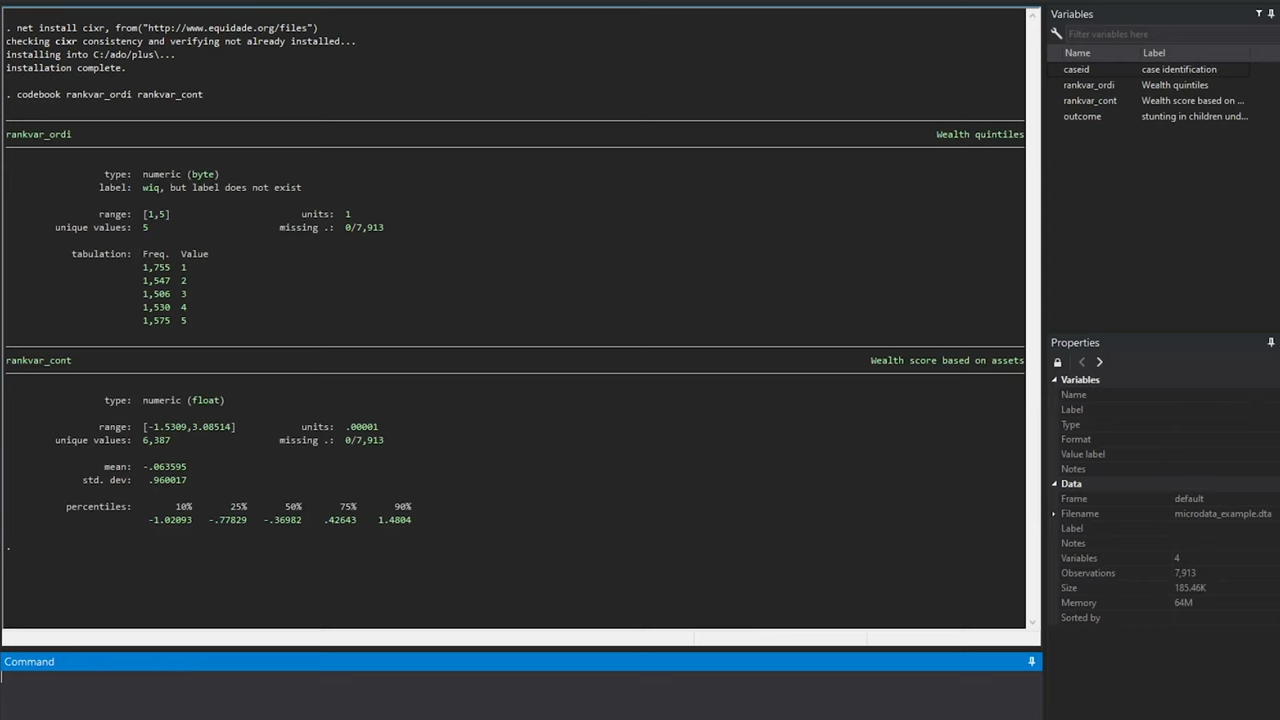 . net install cixr, from("http://www.equidade.org/files")
checking cixr consistency and verifying not already installed...
installing into C:/ado/plus\...
installation complete.
. codebook rankvar_ordi rankvar_cont
rankvar_ordi Wealth quintiles
type: numeric (byte)
label: wiq, but label does not exist
range: [1,5] units: 1
unique values: 5 missing .: 0/7,913
tabulation: Freq. Value
1,755 1
1,547 2
1,506 3
1,530 4
1,575 5
rankvar_cont Wealth score based on assets
type: numeric (float)
range: [-1.5309,3.08514] units: .00001
unique values: 6,387 missing .: 0/7,913
mean: -.063595
std. dev: .960017
percentiles: 10% 25% 50% 75% 90%
-1.02093 -.77829 -.36982 .42643 1.4804
.
Command
Variables
Filter variables here
Name Label
caseid case identification
rankvar_ordi Wealth quintiles
rankvar_cont Wealth score based on ...
outcome stunting in children und...
Properties
Variables
Name
Label
Type
Format
Value label
Notes
Data
Frame default
Filename microdata_example.dta
Label
Notes
Variables 4
Observations 7,913
Size 185.46K
Memory 64M
Sorted by